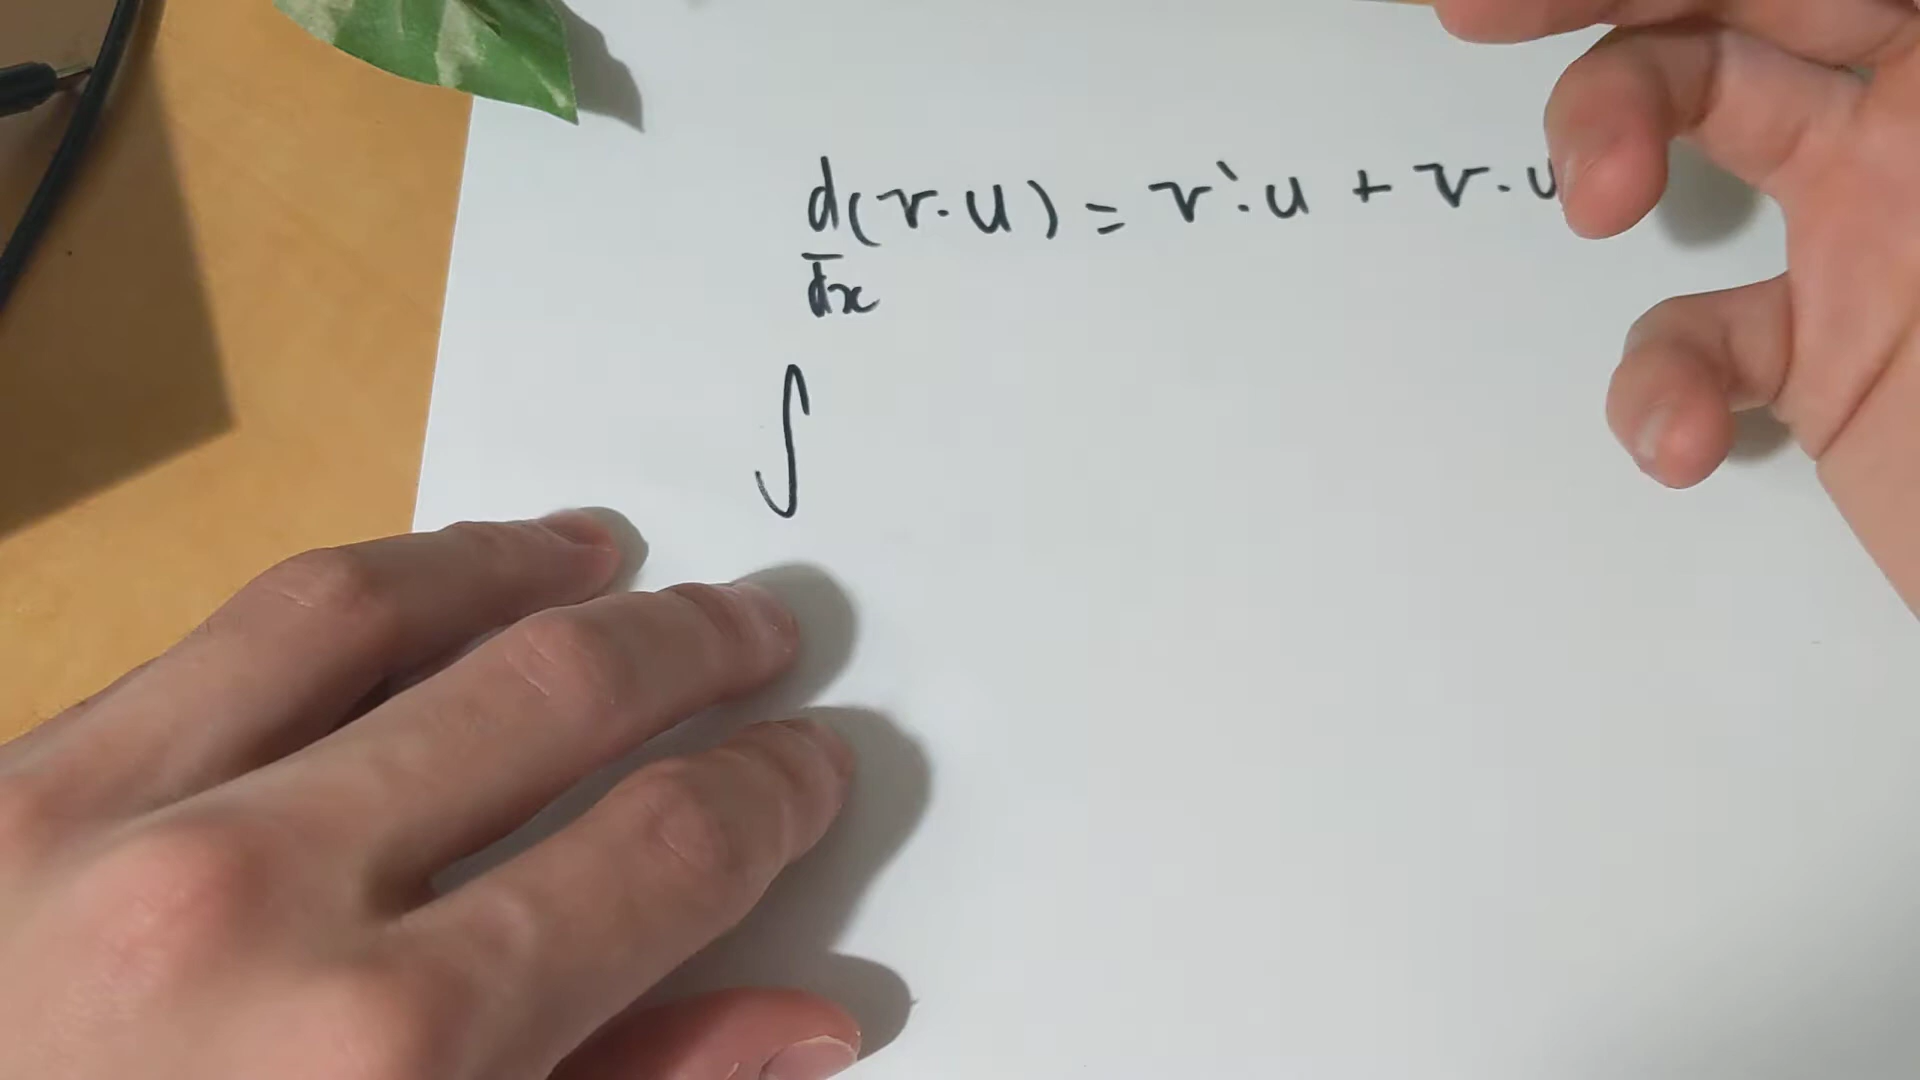 d/dx (v·u) = v'·u + v·u
∫